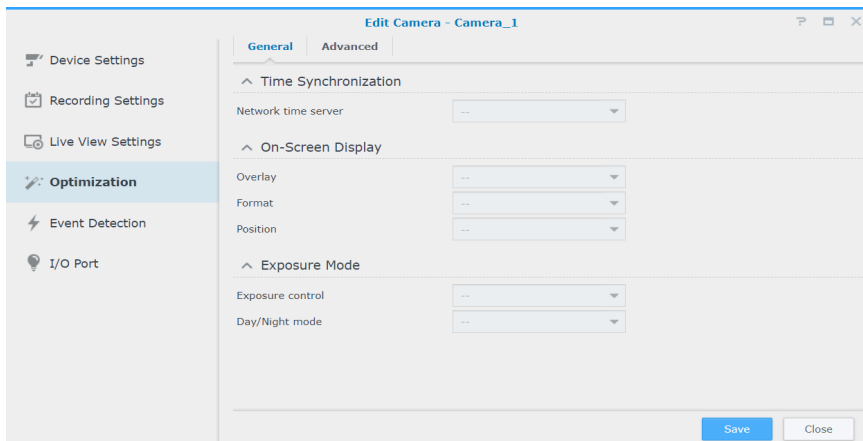 Edit Camera - Camera_1
Device Settings
Recording Settings
Live View Settings
Optimization
Event Detection
I/O Port
General Advanced
Time Synchronization
Network time server --
On-Screen Display
Overlay --
Format --
Position --
Exposure Mode
Exposure control --
Day/Night mode --
Save Close